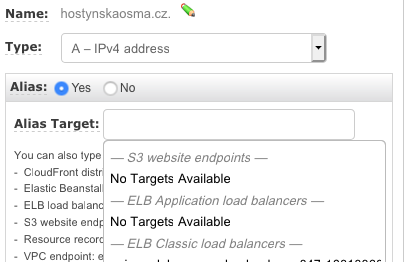 Name: hostynskaosma.cz.
Type: A – IPv4 address
Alias: Yes No
Alias Target:
You can also type
— S3 website endpoints —
- CloudFront distr
No Targets Available
- Elastic Beanstal
— ELB Application load balancers —
- ELB load balanc
No Targets Available
- S3 website endp
- Resource record
— ELB Classic load balancers —
- VPC endpoint: e